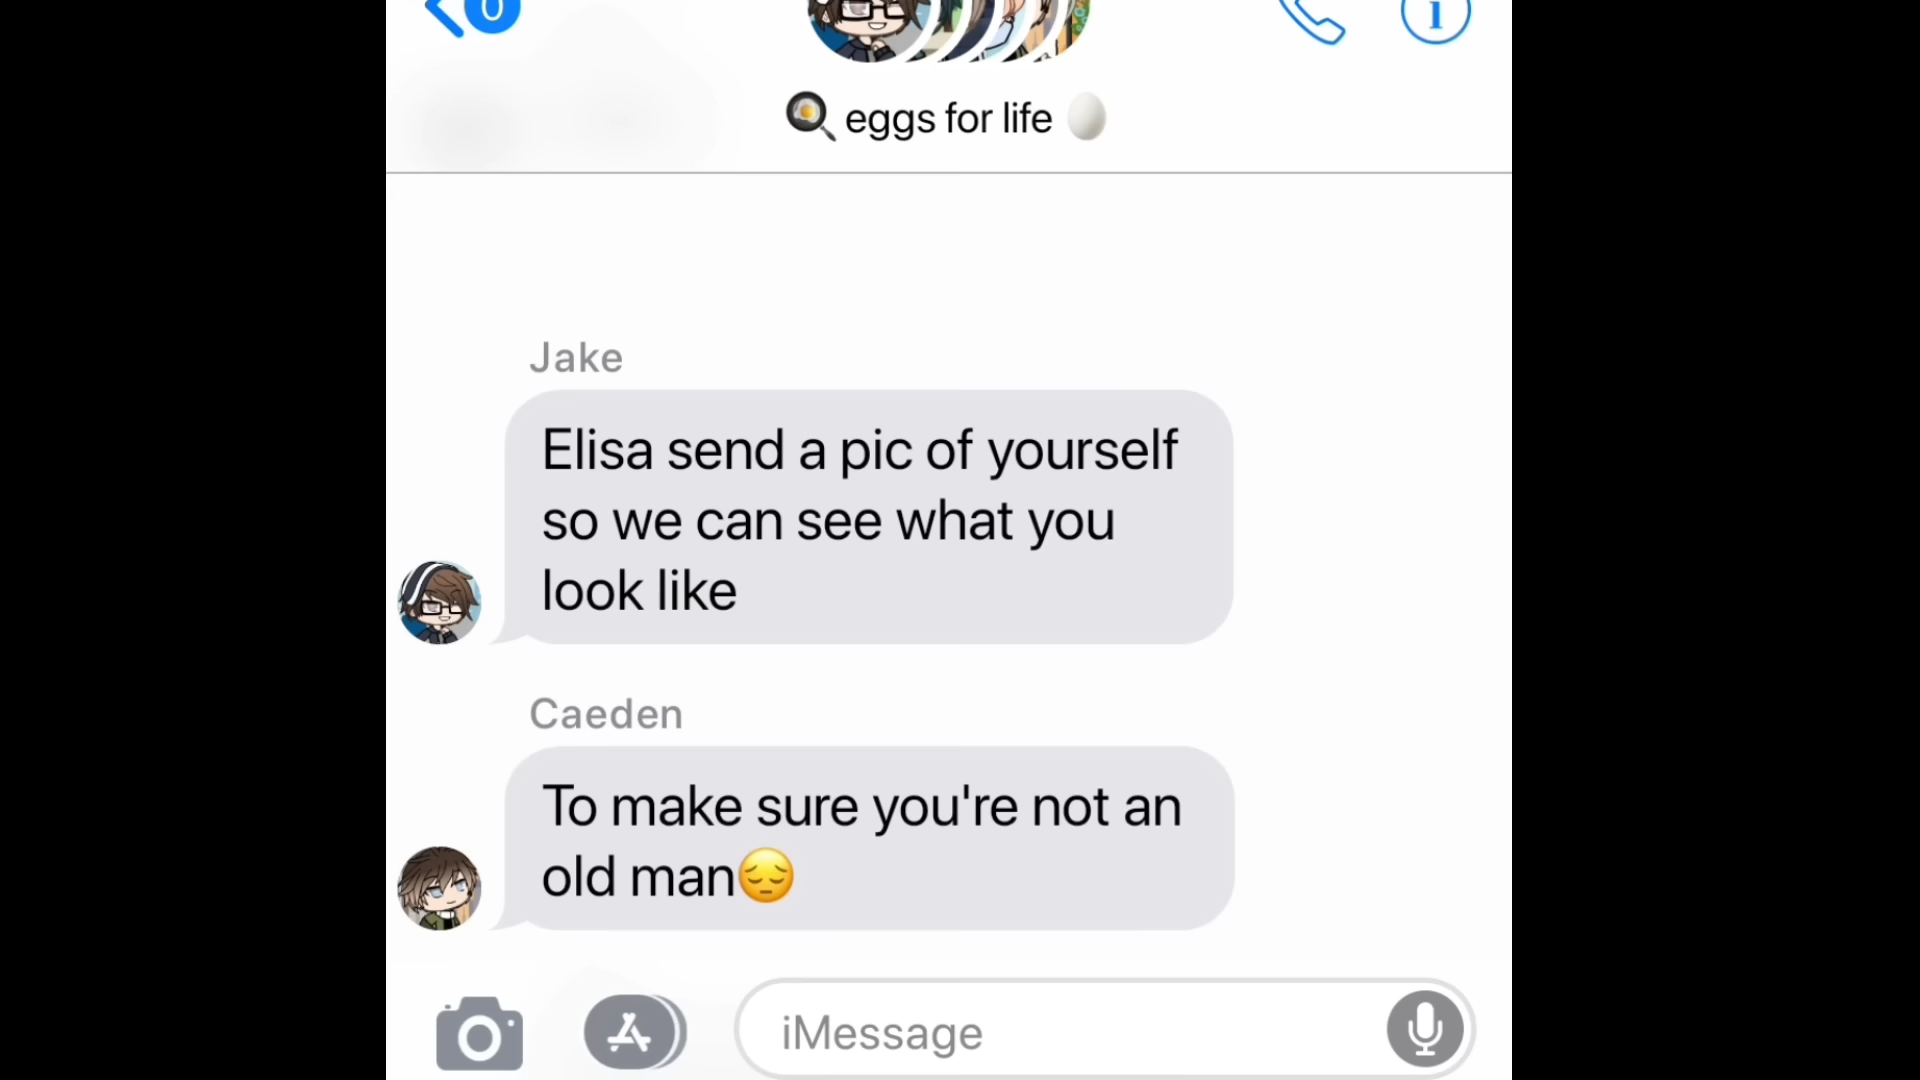 0
i
🍳 eggs for life 🥚
Jake
Elisa send a pic of yourself
so we can see what you
look like
Caeden
To make sure you're not an
old man😔
iMessage